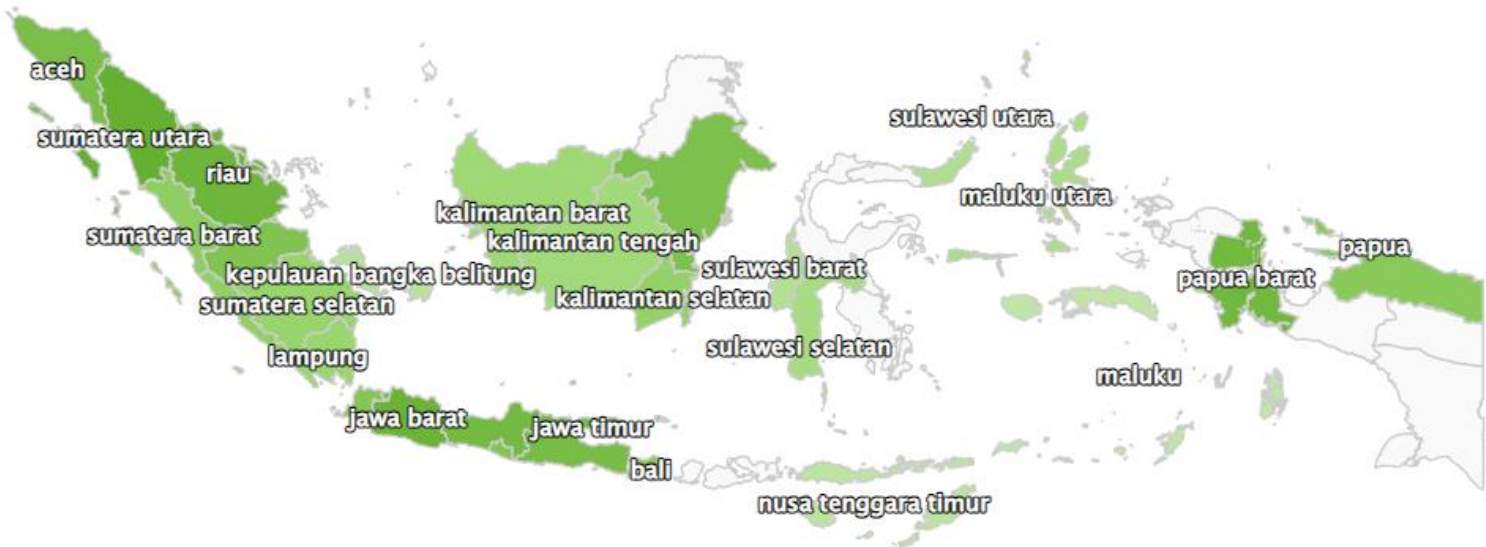 aceh
sumatera utara
riau
sumatera barat
kepulauan bangka belitung
sumatera selatan
lampung
jawa barat
jawa timur
bali
kalimantan barat
kalimantan tengah
kalimantan selatan
sulawesi barat
sulawesi selatan
sulawesi utara
maluku utara
maluku
nusa tenggara timur
papua barat
papua